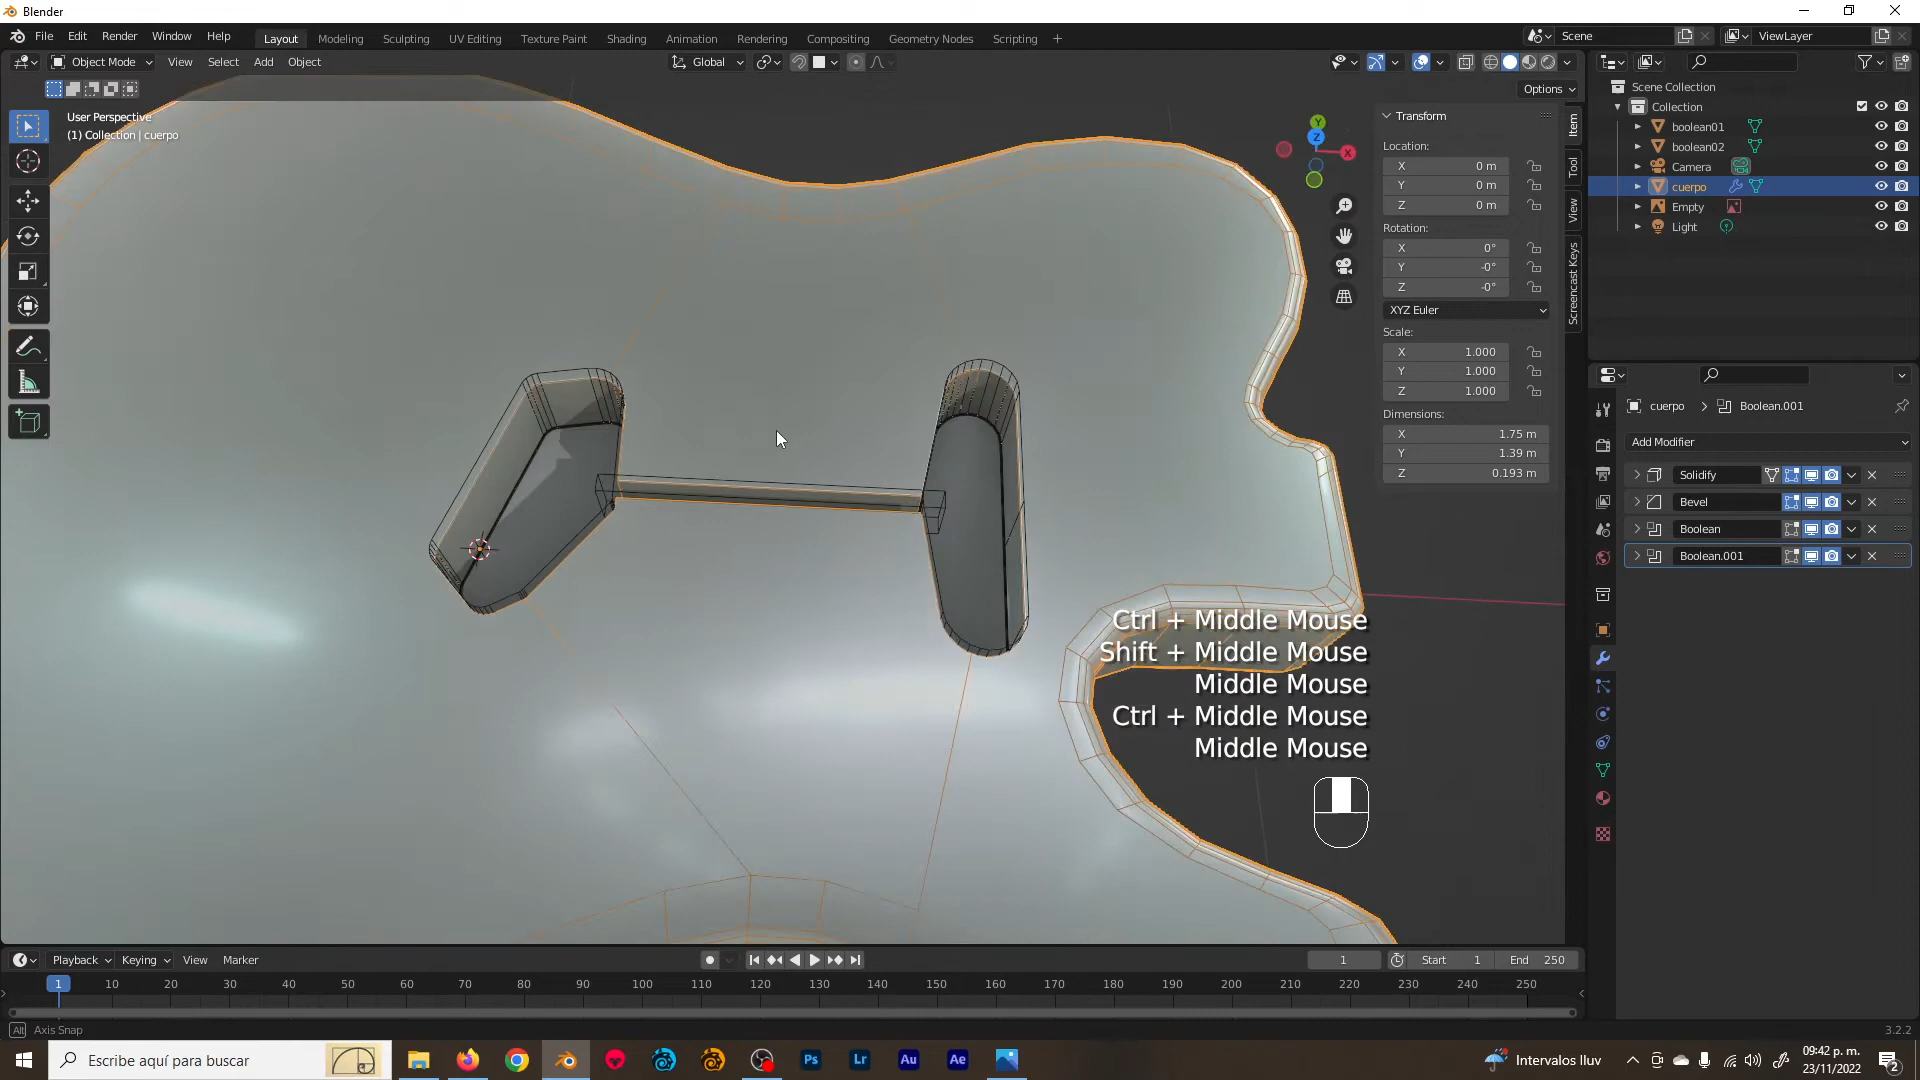 Blender
File Edit Render Window Help
Layout Modeling Sculpting UV Editing Texture Paint Shading Animation Rendering Compositing Geometry Nodes Scripting +
Scene
ViewLayer
Object Mode View Select Add Object
Global
Options
User Perspective
(1) Collection | cuerpo
Transform
Location:
X 0 m
Y 0 m
Z 0 m
Rotation:
X 0°
Y -0°
Z -0°
XYZ Euler
Scale:
X 1.000
Y 1.000
Z 1.000
Dimensions:
X 1.75 m
Y 1.39 m
Z 0.193 m
Item
Tool
View
Screencast Keys
Y
Z
X
Scene Collection
Collection
boolean01
boolean02
Camera
cuerpo
Empty
Light
cuerpo > Boolean.001
Add Modifier
Solidify
Bevel
Boolean
Boolean.001
Ctrl + Middle Mouse
Shift + Middle Mouse
Middle Mouse
Ctrl + Middle Mouse
Middle Mouse
Playback Keying View Marker
1
Start 1
End 250
1 10 20 30 40 50 60 70 80 90 100 110 120 130 140 150 160 170 180 190 200 210 220 230 240 250
Alt Axis Snap
3.2.2
Escribe aquí para buscar
Ps Lr Au Ae
Intervalos lluv
09:42 p. m.
23/11/2022
2